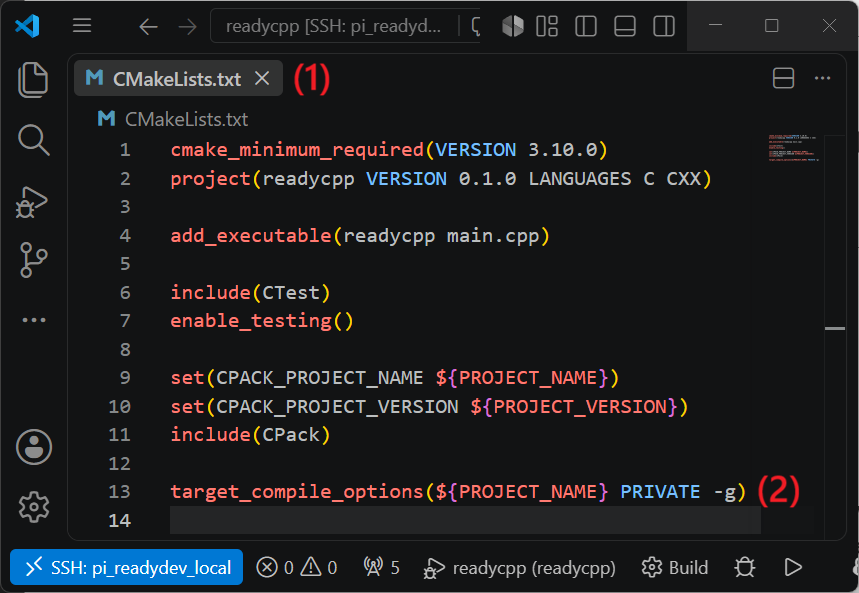 readycpp [SSH: pi_readyd...
CMakeLists.txt (1)
CMakeLists.txt
1 cmake_minimum_required(VERSION 3.10.0)
2 project(readycpp VERSION 0.1.0 LANGUAGES C CXX)
3
4 add_executable(readycpp main.cpp)
5
6 include(CTest)
7 enable_testing()
8
9 set(CPACK_PROJECT_NAME ${PROJECT_NAME})
10 set(CPACK_PROJECT_VERSION ${PROJECT_VERSION})
11 include(CPack)
12
13 target_compile_options(${PROJECT_NAME} PRIVATE -g) (2)
14
SSH: pi_readydev_local 0 0 5 readycpp (readycpp) Build